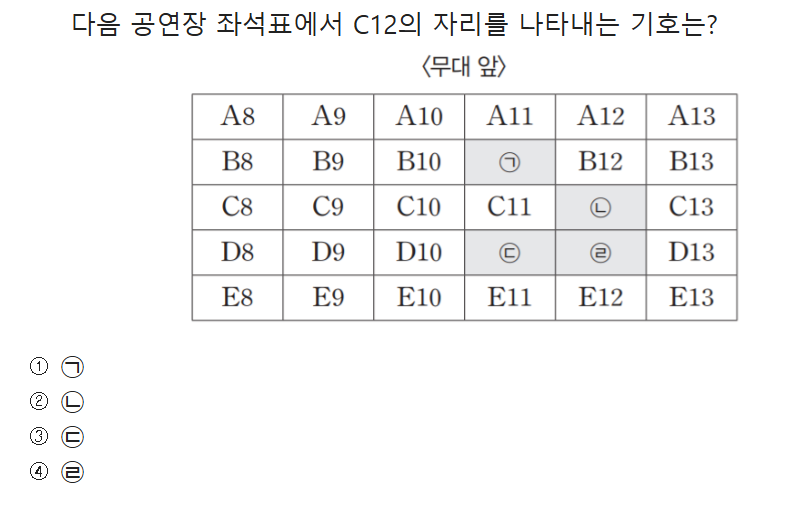 다음 공연장 좌석표에서 C12의 자리를 나타내는 기호는?
〈무대 앞〉
A8 A9 A10 A11 A12 A13
B8 B9 B10 ㉠ B12 B13
C8 C9 C10 C11 ㉡ C13
D8 D9 D10 ㉢ ㉣ D13
E8 E9 E10 E11 E12 E13
① ㉠
② ㉡
③ ㉢
④ ㉣